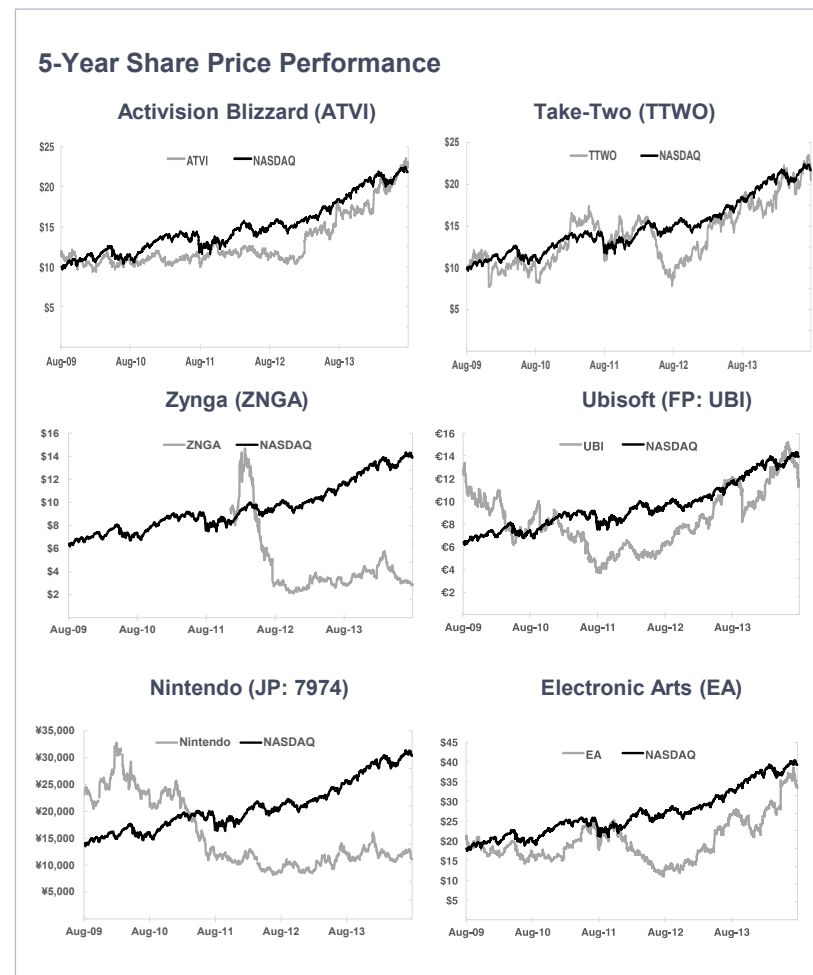 5-Year Share Price Performance
Activision Blizzard (ATVI)
$25
$20
$15
$10
$5
ATVI
NASDAQ
Aug-09
Aug-10
Aug-11
Aug-12
Aug-13
Take-Two (TTWO)
$25
$20
$15
$10
$5
TTWO
NASDAQ
Aug-09
Aug-10
Aug-11
Aug-12
Aug-13
Zynga (ZNGA)
$16
$14
$12
$10
$8
$6
$4
$2
ZNGA
NASDAQ
Aug-09
Aug-10
Aug-11
Aug-12
Aug-13
Ubisoft (FP: UBI)
€16
€14
€12
€10
€8
€6
€4
€2
UBI
NASDAQ
Aug-09
Aug-10
Aug-11
Aug-12
Aug-13
Nintendo (JP: 7974)
¥35,000
¥30,000
¥25,000
¥20,000
¥15,000
¥10,000
¥5,000
Nintendo
NASDAQ
Aug-09
Aug-10
Aug-11
Aug-12
Aug-13
Electronic Arts (EA)
$45
$40
$35
$30
$25
$20
$15
$10
$5
EA
NASDAQ
Aug-09
Aug-10
Aug-11
Aug-12
Aug-13